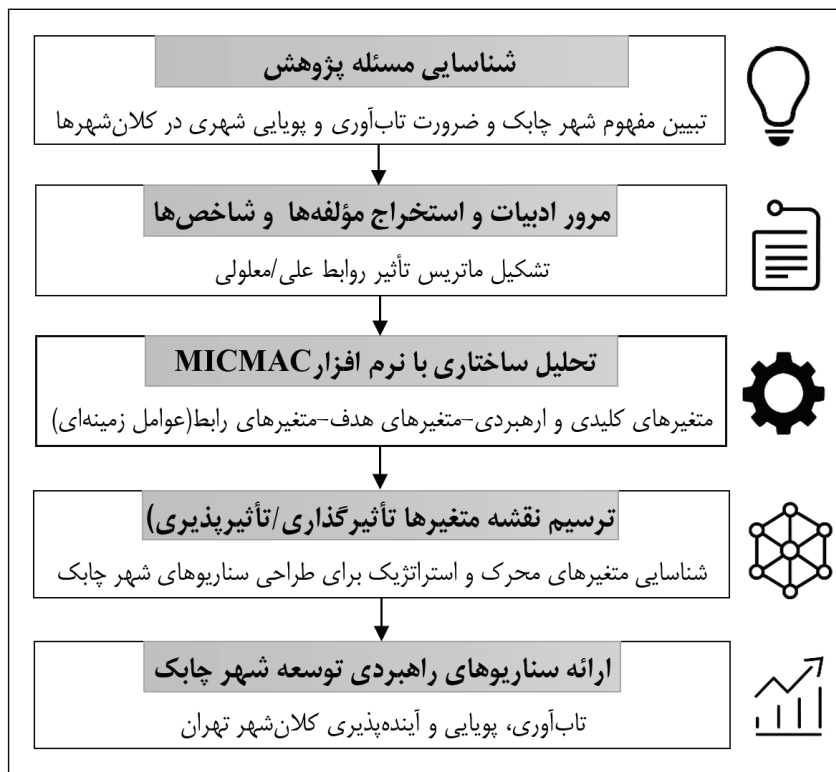 شناسایی مسئله پژوهش
تبیین مفهوم شهر چابک و ضرورت تاب‌آوری و پویایی شهری در کلان‌شهرها
مرور ادبیات و استخراج مؤلفه‌ها و شاخص‌ها
تشکیل ماتریس تأثیر روابط علی/معلولی
تحلیل ساختاری با نرم افزار MICMAC
متغیرهای کلیدی و ارهبردی-متغیرهای هدف-متغیرهای رابط(عوامل زمینه‌ای)
ترسیم نقشه متغیرها تأثیرگذاری/تأثیرپذیری)
شناسایی متغیرهای محرک و استراتژیک برای طراحی سناریوهای شهر چابک
ارائه سناریوهای راهبردی توسعه شهر چابک
تاب‌آوری، پویایی و آینده‌پذیری کلان‌شهر تهران